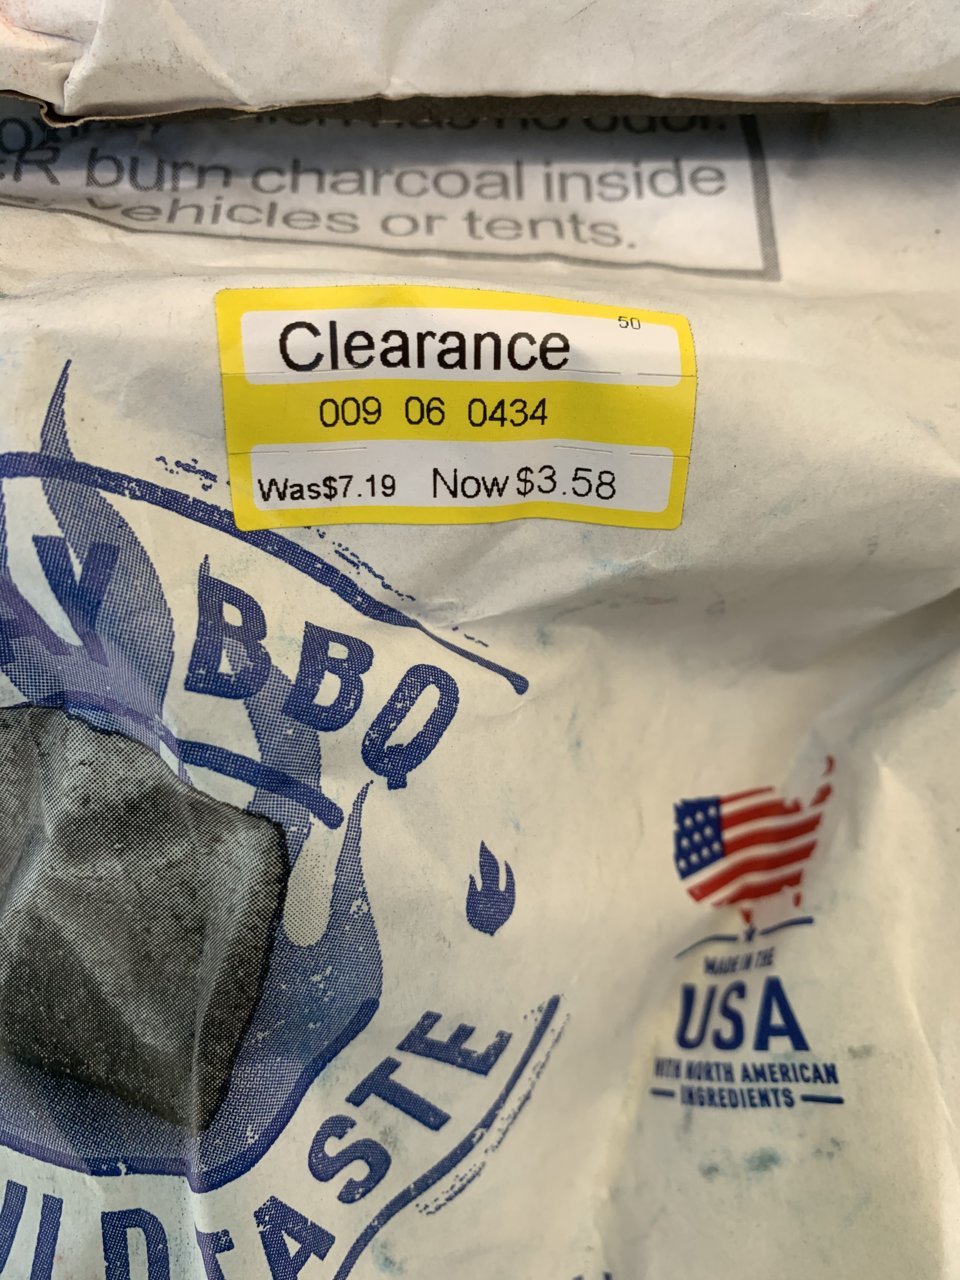 burn charcoal inside
vehicles or tents.
Clearance 50
009 06 0434
Was$7.19 Now$3.58
BBQ
MADE IN THE
USA
WITH NORTH AMERICAN
INGREDIENTS
TASTE